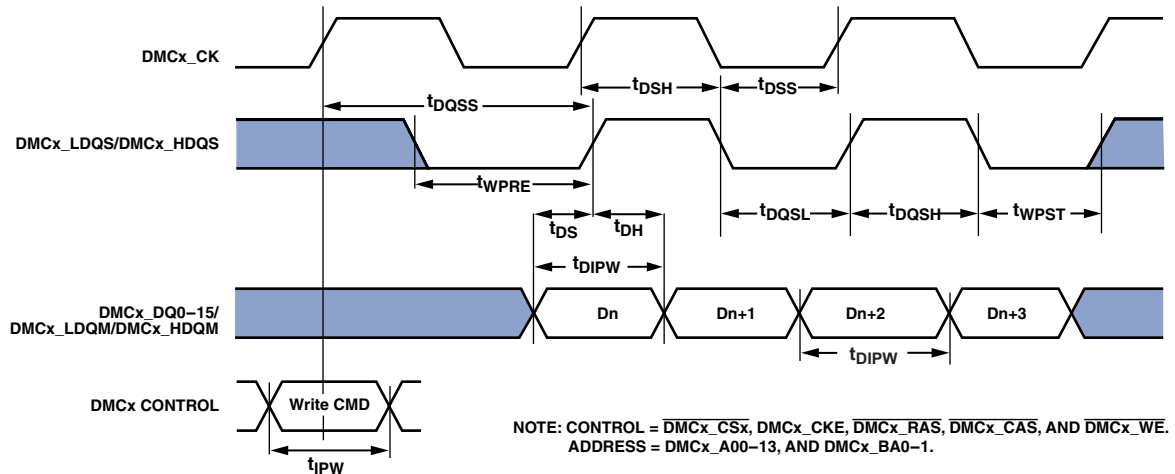 DMCx_CK
tDSH
tDSS
tDQSS
DMCx_LDQS/DMCx_HDQS
tWPRE
tDS
tDH
tDQSL
tDQSH
tWPST
tDIPW
DMCx_DQ0–15/
DMCx_LDQM/DMCx_HDQM
Dn
Dn+1
Dn+2
Dn+3
tDIPW
DMCx CONTROL
Write CMD
tIPW
NOTE: CONTROL = DMCx_CSx, DMCx_CKE, DMCx_RAS, DMCx_CAS, AND DMCx_WE.
ADDRESS = DMCx_A00-13, AND DMCx_BA0-1.